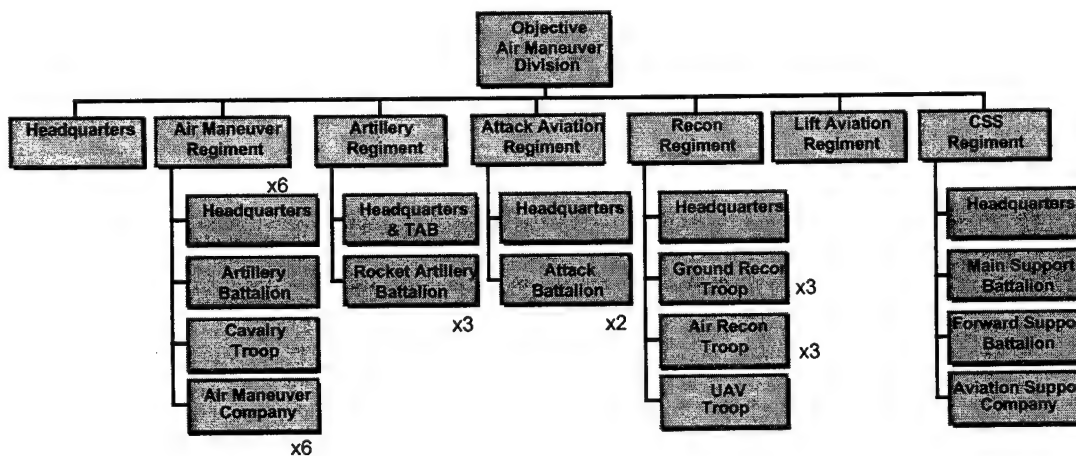 Objective
Air Maneuver
Division
Headquarters
Air Maneuver
Regiment
x6
Artillery
Regiment
Attack Aviation
Regiment
Recon
Regiment
Lift Aviation
Regiment
CSS
Regiment
Headquarters
Artillery
Battalion
Cavalry
Troop
Air Maneuver
Company
x6
Headquarters
& TAB
Rocket Artillery
Battalion
x3
Headquarters
Attack
Battalion
x2
Headquarters
Ground Recon
Troop
x3
Air Recon
Troop
x3
UAV
Troop
Headquarters
Main Support
Battalion
Forward Suppo
Battalion
Aviation Suppo
Company